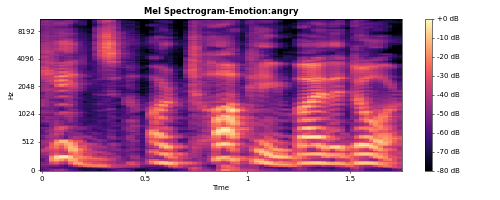 Mel Spectrogram-Emotion:angry
8192
4096
2048
1024
512
0
Hz
0
0.5
1
1.5
Time
+0 dB
-10 dB
-20 dB
-30 dB
-40 dB
-50 dB
-60 dB
-70 dB
-80 dB